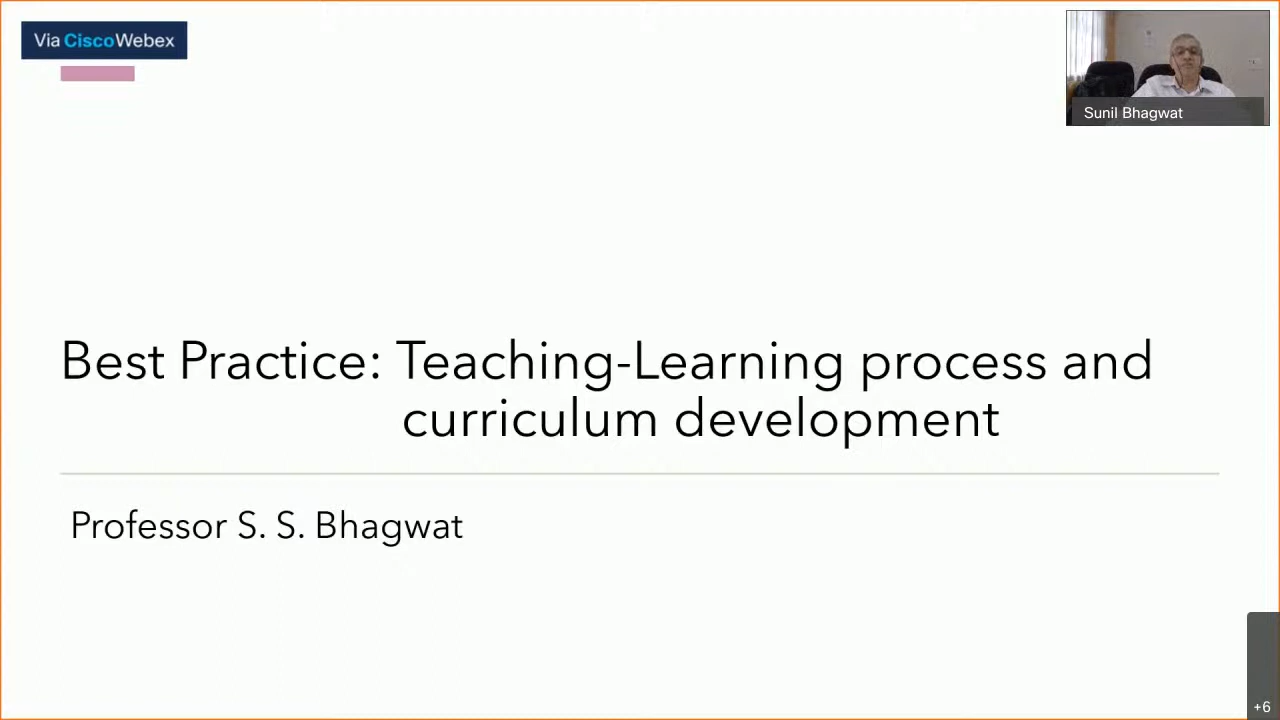 Via CiscoWebex
Sunil Bhagwat
Best Practice: Teaching-Learning process and
curriculum development
Professor S. S. Bhagwat
+6